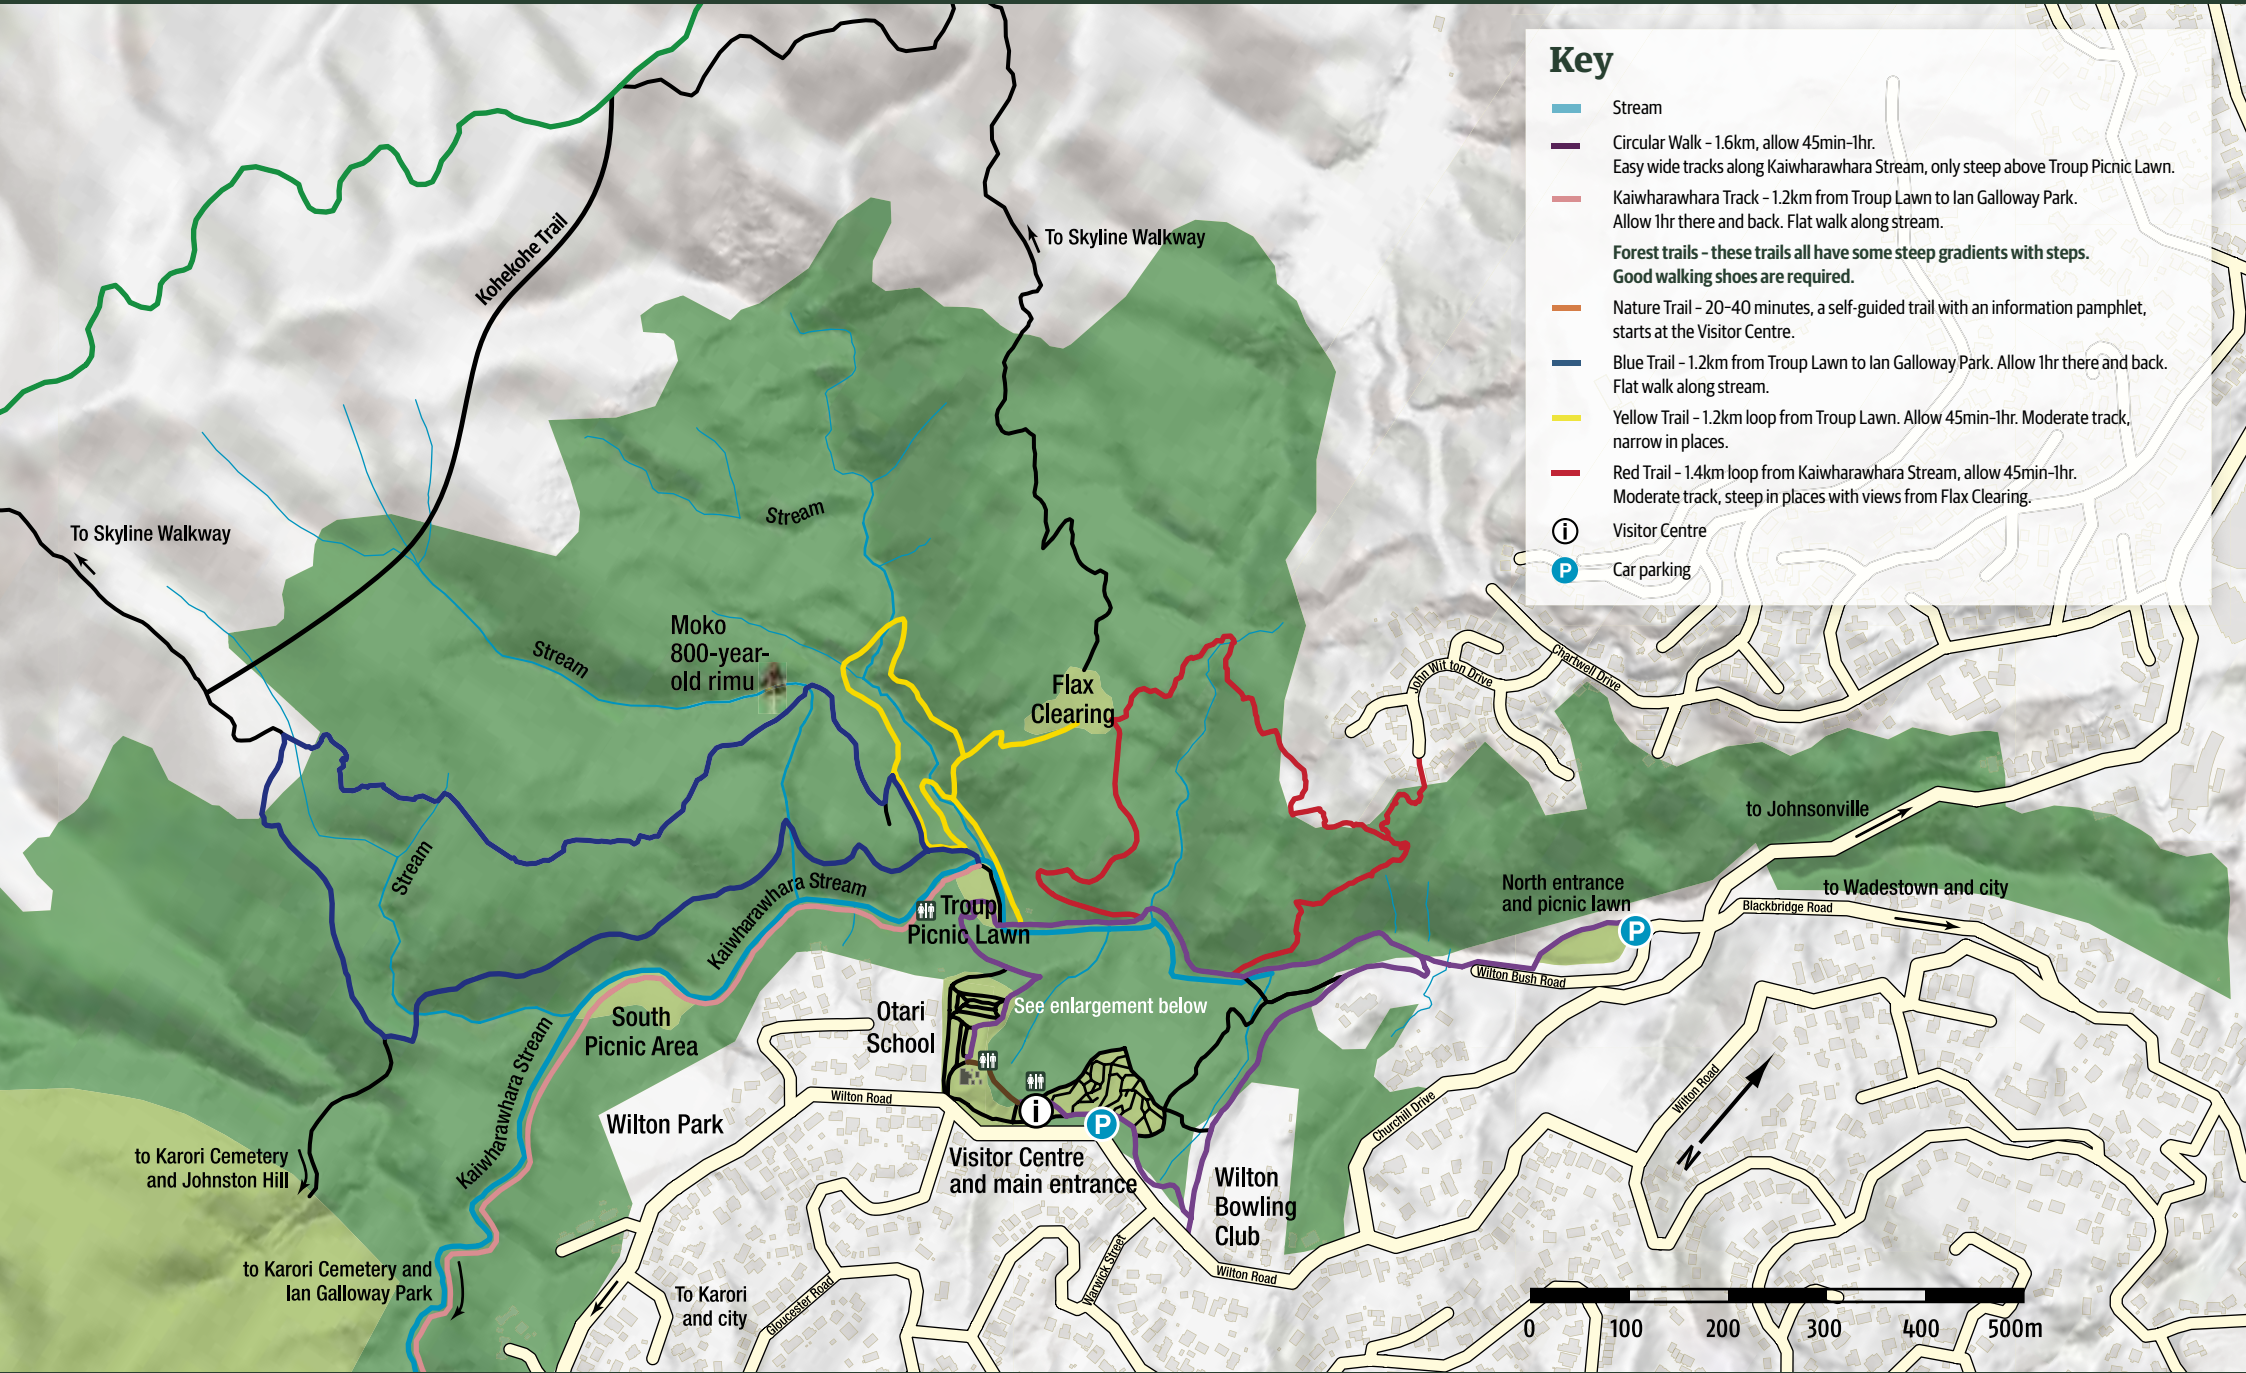 Key
Stream
Circular Walk – 1.6km, allow 45min–1hr.
Easy wide tracks along Kaiwharawhara Stream, only steep above Troup Picnic Lawn.
Kaiwharawhara Track – 1.2km from Troup Lawn to Ian Galloway Park.
Allow 1hr there and back. Flat walk along stream.
Forest trails – these trails all have some steep gradients with steps.
Good walking shoes are required.
Nature Trail – 20–40 minutes, a self-guided trail with an information pamphlet,
starts at the Visitor Centre.
Blue Trail – 1.2km from Troup Lawn to Ian Galloway Park. Allow 1hr there and back.
Flat walk along stream.
Yellow Trail – 1.2km loop from Troup Lawn. Allow 45min–1hr. Moderate track,
narrow in places.
Red Trail – 1.4km loop from Kaiwharawhara Stream, allow 45min–1hr.
Moderate track, steep in places with views from Flax Clearing.
i
Visitor Centre
P
Car parking
Kohekohe Trail
To Skyline Walkway
To Skyline Walkway
Stream
Stream
Stream
Moko
800-year-
old rimu
Flax
Clearing
John Wit ton Drive
Chartwell Drive
to Johnsonville
to Wadestown and city
Blackbridge Road
North entrance
and picnic lawn
P
Wilton Bush Road
Kaiwharawhara Stream
Troup
Picnic Lawn
See enlargement below
South
Picnic Area
Otari
School
Kaiwharawhara Stream
Wilton Park
Wilton Road
i
P
Visitor Centre
and main entrance
Wilton
Bowling
Club
Churchill Drive
Wilton Road
N
to Karori Cemetery
and Johnston Hill
to Karori Cemetery and
Ian Galloway Park
To Karori
and city
Gloucester Road
Warwick Street
Wilton Road
0 100 200 300 400 500m